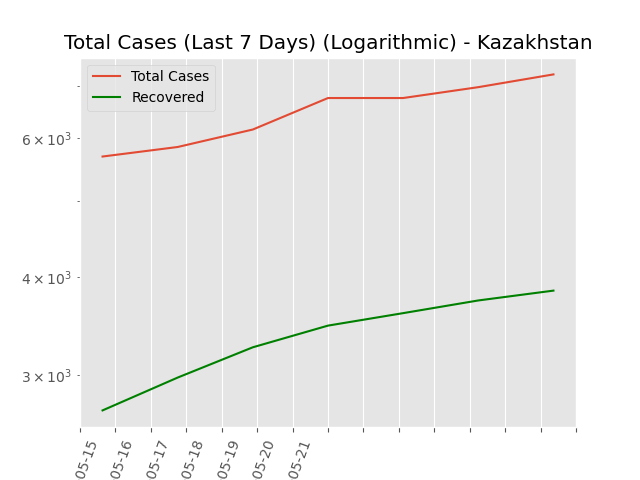 Total Cases (Last 7 Days) (Logarithmic) - Kazakhstan
Total Cases
Recovered
6 × 10³
4 × 10³
3 × 10³
05-15
05-16
05-17
05-18
05-19
05-20
05-21